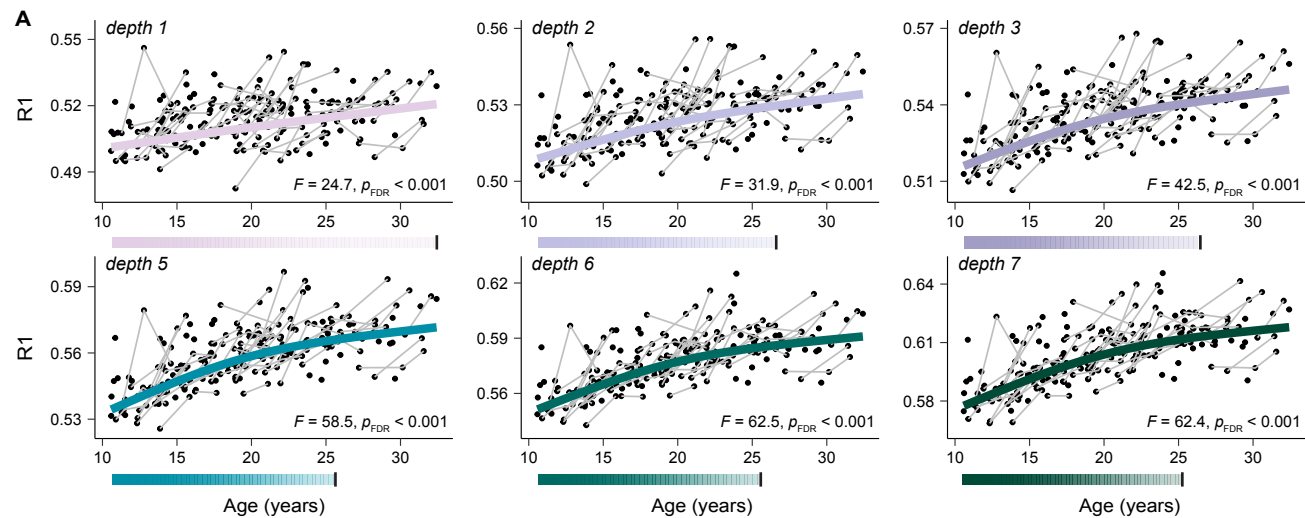 A
depth 1
depth 2
depth 3
R1
0.55
0.52
0.49
0.56
0.53
0.50
0.57
0.54
0.51
F = 24.7, pFDR < 0.001
F = 31.9, pFDR < 0.001
F = 42.5, pFDR < 0.001
10 15 20 25 30
10 15 20 25 30
10 15 20 25 30
depth 5
depth 6
depth 7
R1
0.59
0.56
0.53
0.62
0.59
0.56
0.64
0.61
0.58
F = 58.5, pFDR < 0.001
F = 62.5, pFDR < 0.001
F = 62.4, pFDR < 0.001
10 15 20 25 30
10 15 20 25 30
10 15 20 25 30
Age (years)
Age (years)
Age (years)